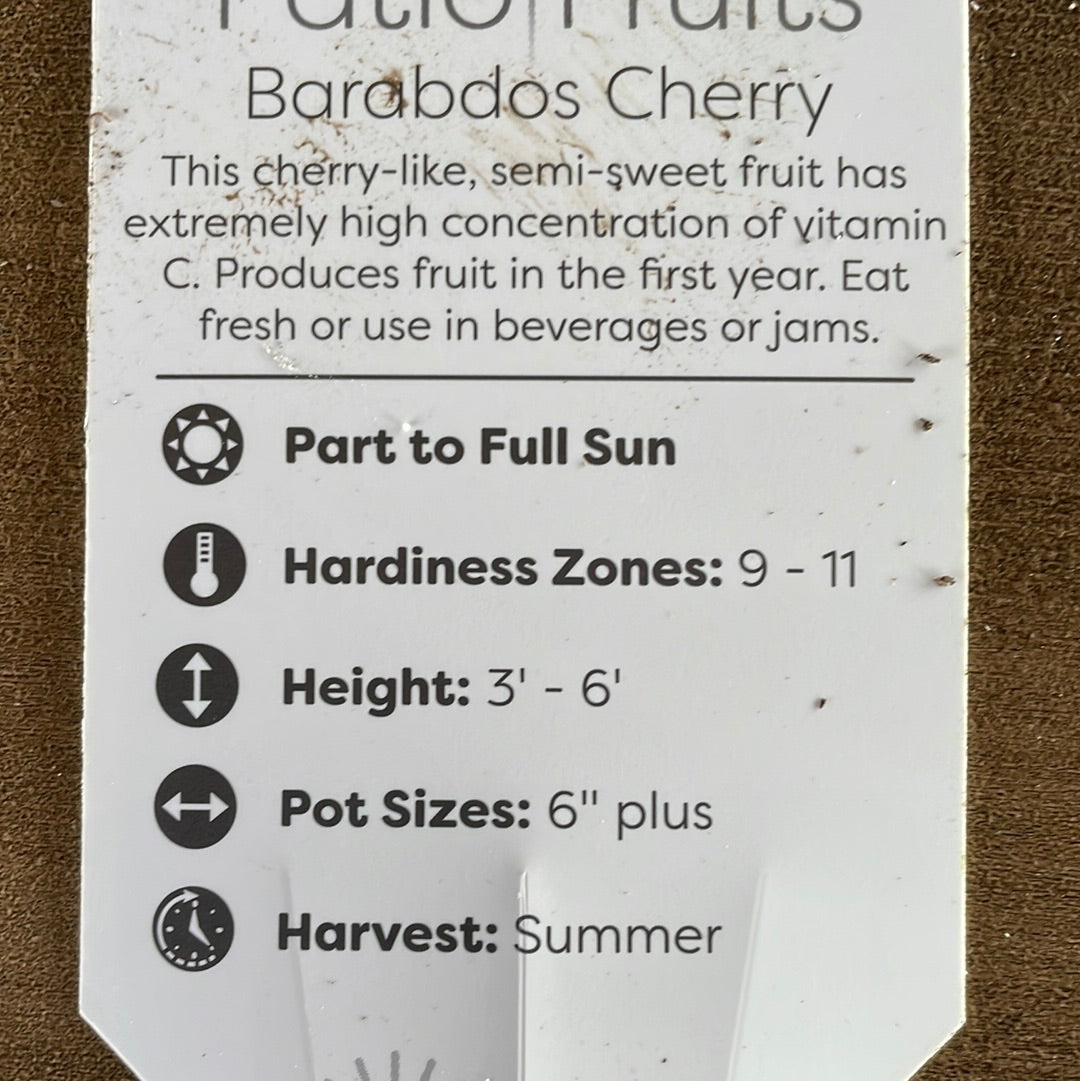 Patio Fruits
Barabdos Cherry
This cherry-like, semi-sweet fruit has
extremely high concentration of vitamin
C. Produces fruit in the first year. Eat
fresh or use in beverages or jams.
Part to Full Sun
Hardiness Zones: 9 - 11
Height: 3' - 6'
Pot Sizes: 6" plus
Harvest: Summer